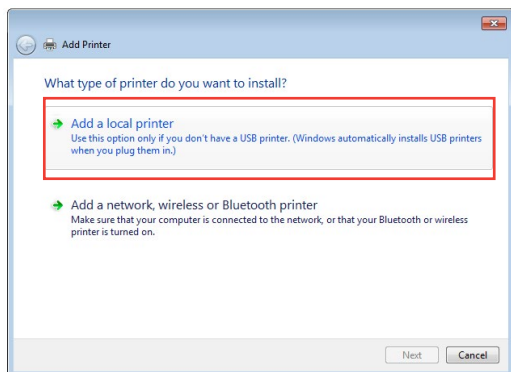 Add Printer
What type of printer do you want to install?
Add a local printer
Use this option only if you don't have a USB printer. (Windows automatically installs USB printers
when you plug them in.)
Add a network, wireless or Bluetooth printer
Make sure that your computer is connected to the network, or that your Bluetooth or wireless
printer is turned on.
Next Cancel